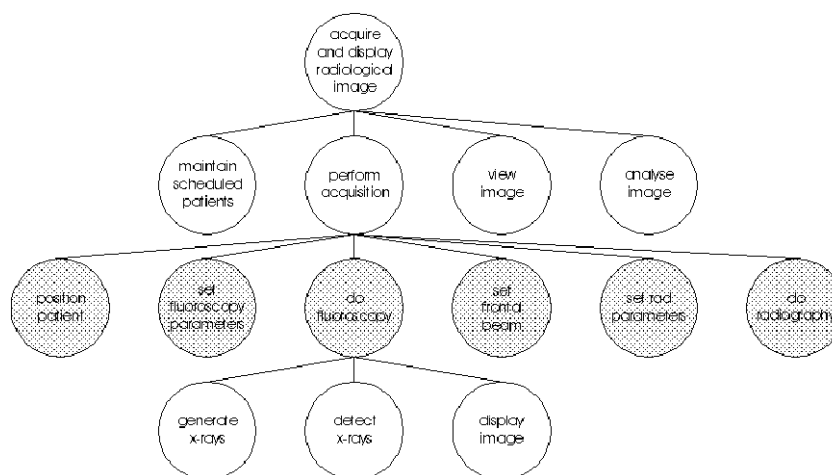 acquire
and display
radiological
image
maintain
scheduled
patients
perform
acquisition
view
image
analyse
image
position
patient
set
fluoroscopy
parameters
do
fluoroscopy
set
frontal
beam
set rad
parameters
do
radiography
generate
x-rays
detect
x-rays
display
image